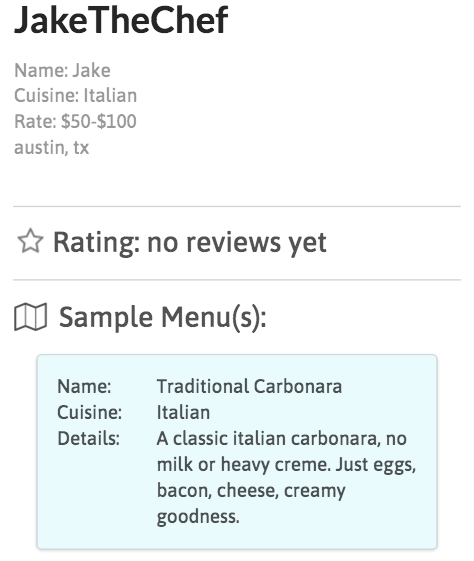 JakeTheChef
Name: Jake
Cuisine: Italian
Rate: $50-$100
austin, tx
Rating: no reviews yet
Sample Menu(s):
Name: Traditional Carbonara
Cuisine: Italian
Details: A classic italian carbonara, no
milk or heavy creme. Just eggs,
bacon, cheese, creamy
goodness.